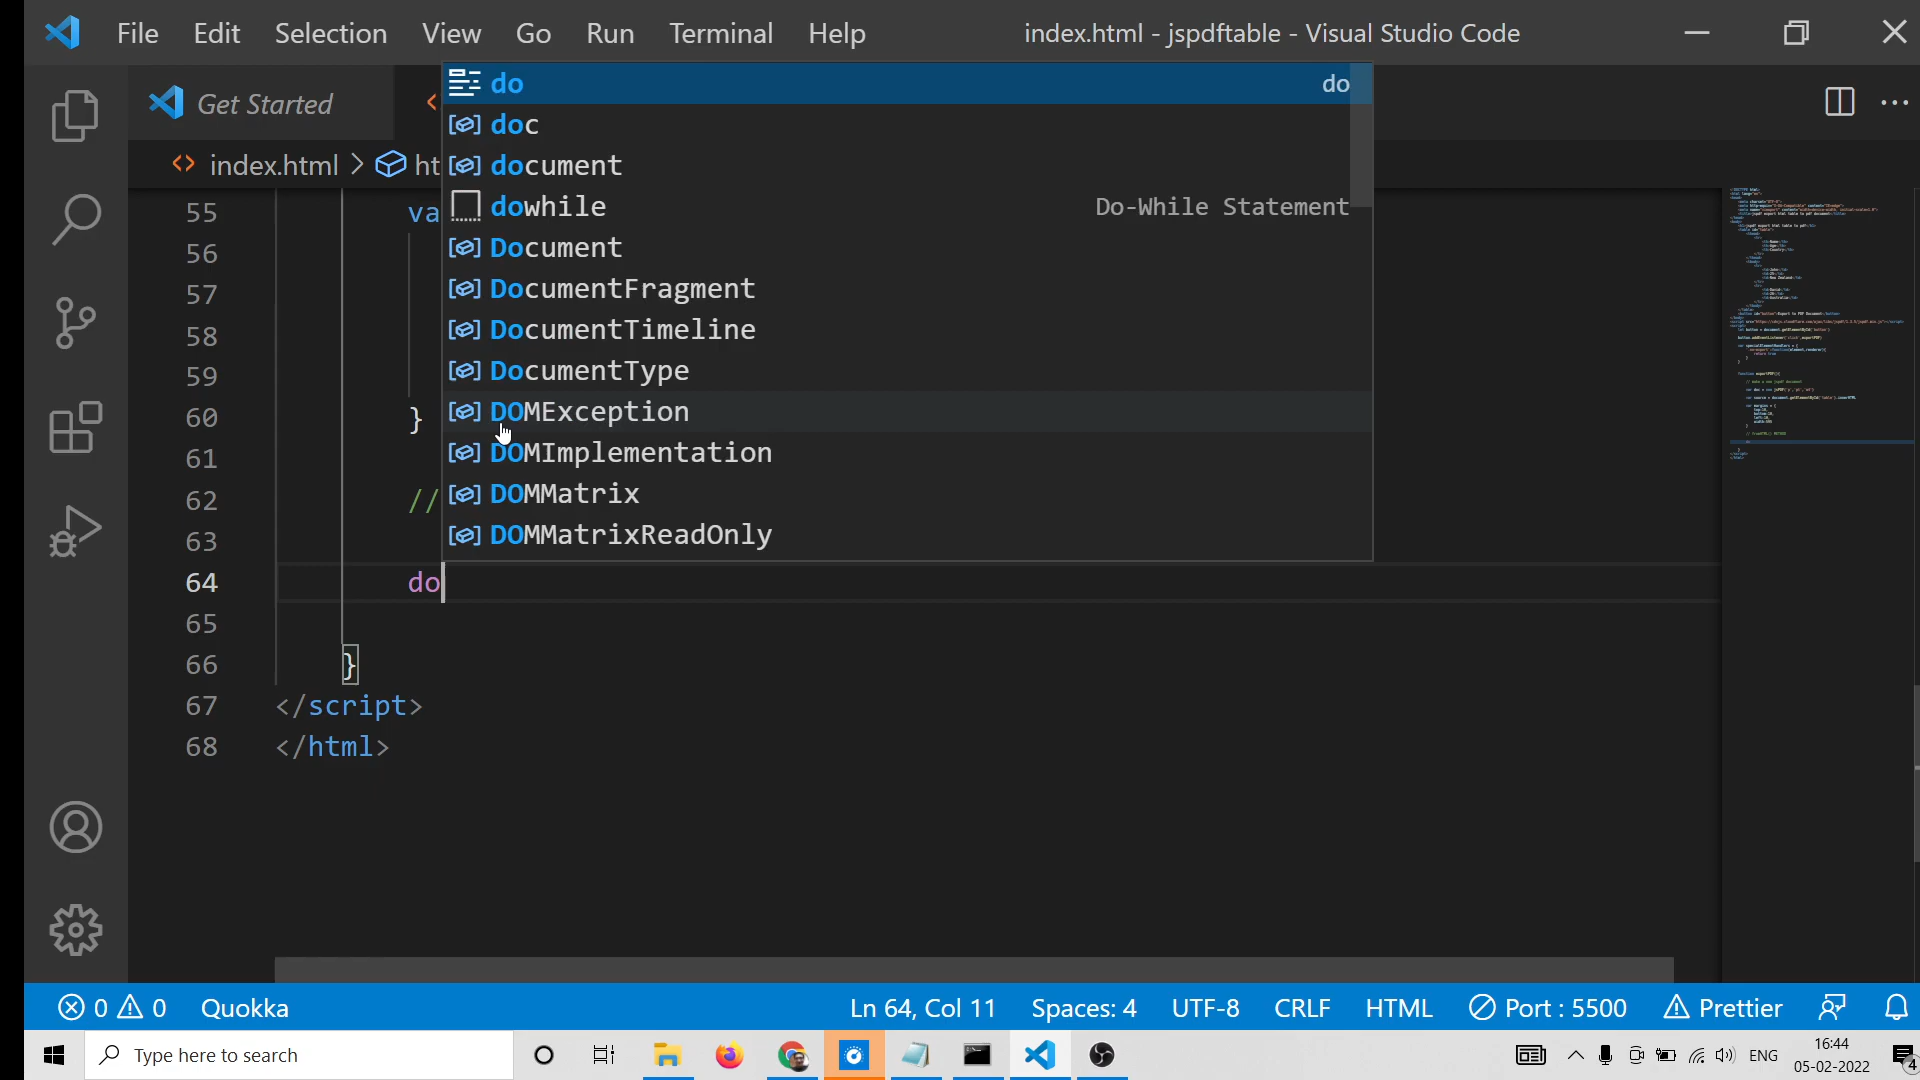 File Edit Selection View Go Run Terminal Help index.html - jspdftable - Visual Studio Code
Get Started
index.html > ht
do do
doc
document
dowhile Do-While Statement
Document
DocumentFragment
DocumentTimeline
DocumentType
DOMException
DOMImplementation
DOMMatrix
DOMMatrixReadOnly
55 va
56
57
58
59
60 }
61
62 //
63
64 do
65
66 }
67 </script>
68 </html>
0 0 Quokka Ln 64, Col 11 Spaces: 4 UTF-8 CRLF HTML Port : 5500 Prettier
Type here to search ENG 16:44
05-02-2022 4